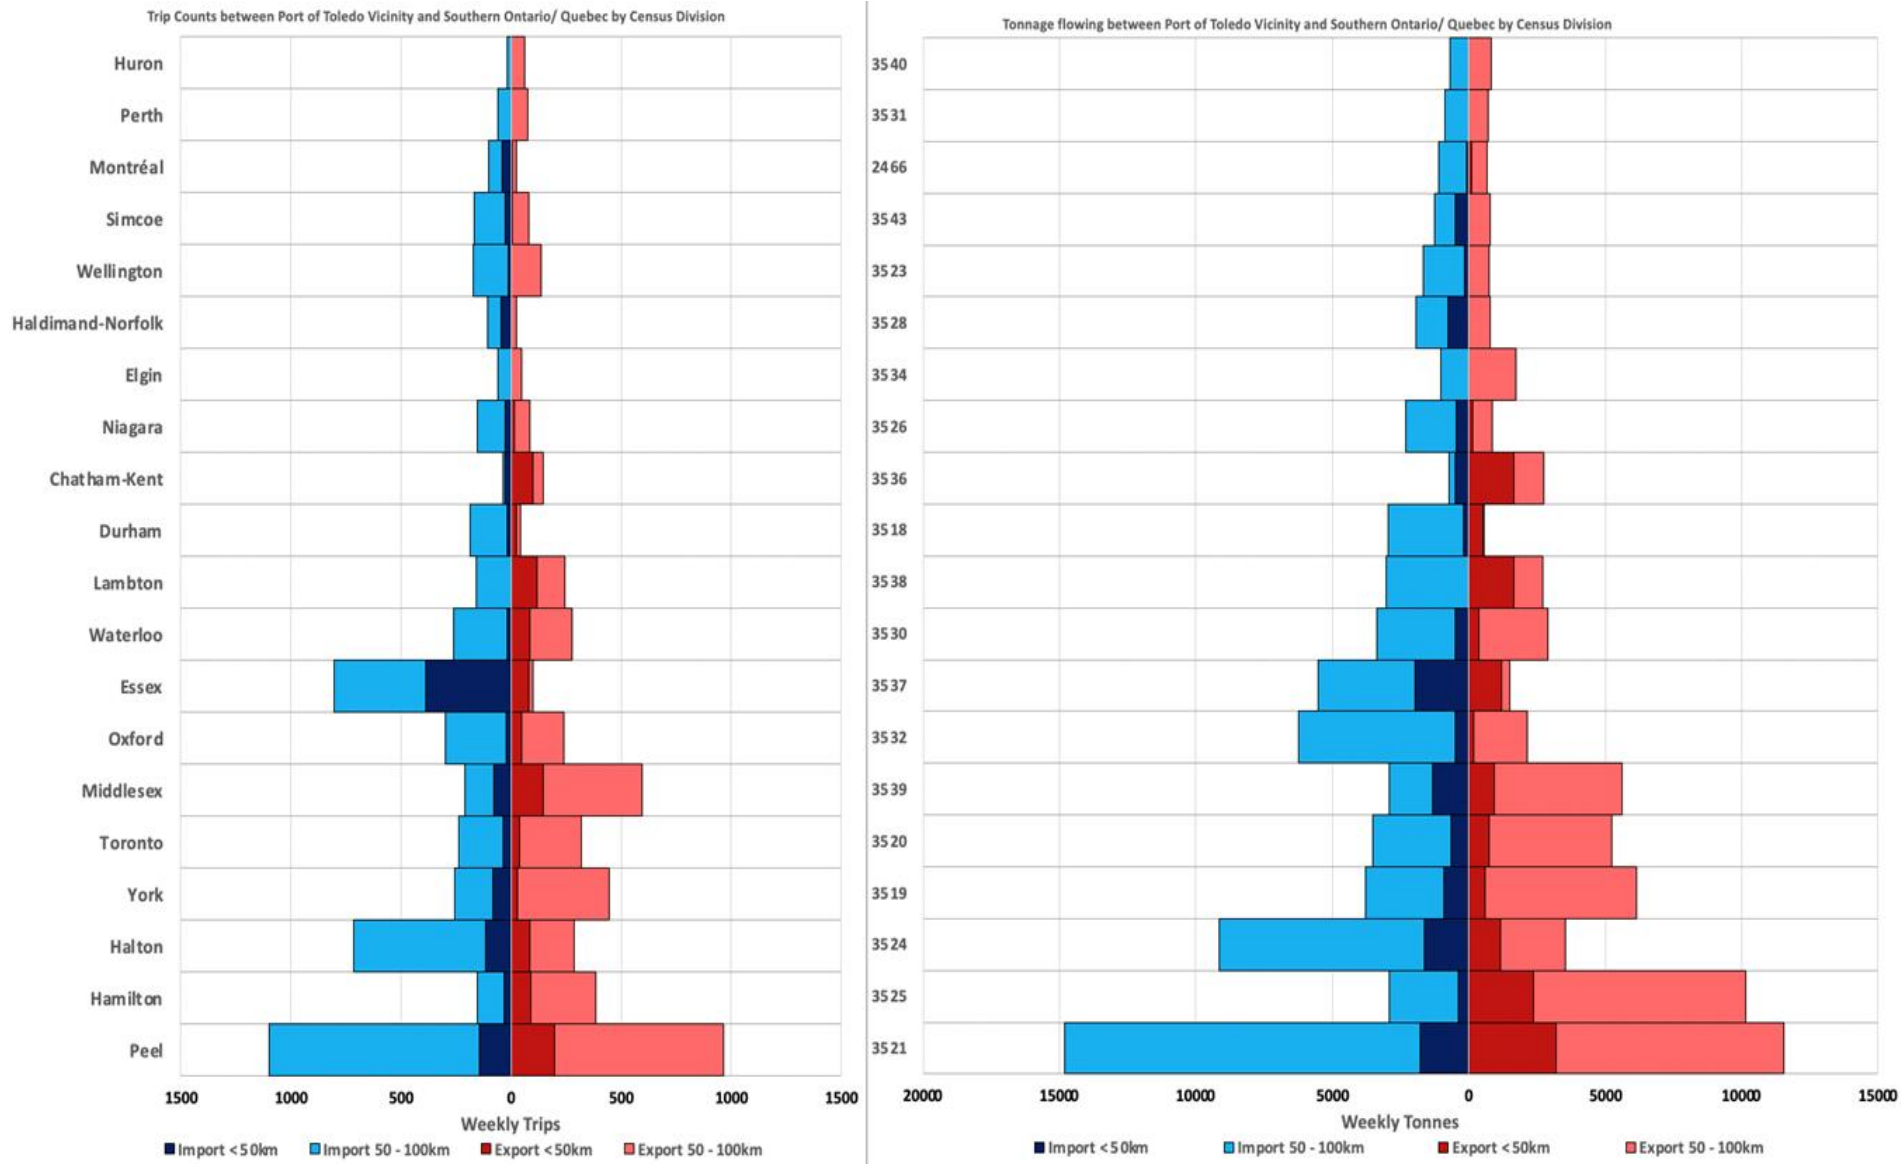 Trip Counts between Port of Toledo Vicinity and Southern Ontario/ Quebec by Census Division
Huron
Perth
Montréal
Simcoe
Wellington
Haldimand-Norfolk
Elgin
Niagara
Chatham-Kent
Durham
Lambton
Waterloo
Essex
Oxford
Middlesex
Toronto
York
Halton
Hamilton
Peel
1500 1000 500 0 500 1000 1500
Weekly Trips
Import <50km Import 50 - 100km Export <50km Export 50 - 100km
Tonnage flowing between Port of Toledo Vicinity and Southern Ontario/ Quebec by Census Division
3540
3531
2466
3543
3523
3528
3534
3526
3536
3518
3538
3530
3537
3532
3539
3520
3519
3524
3525
3521
20000 15000 10000 5000 0 5000 10000 15000
Weekly Tonnes
Import <50km Import 50 - 100km Export <50km Export 50 - 100km